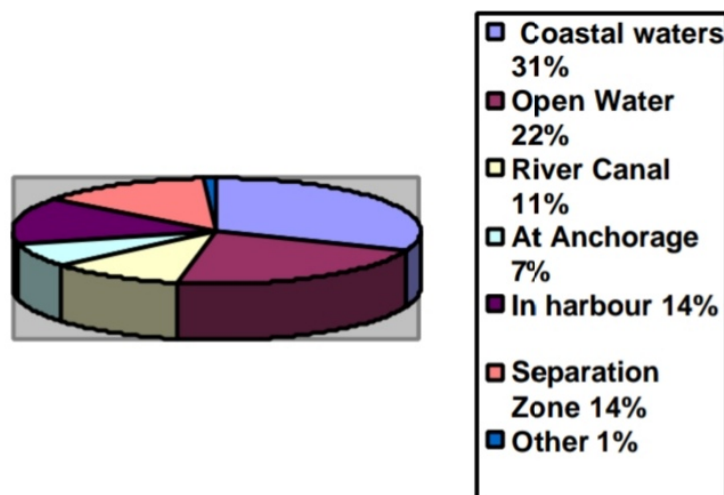 Coastal waters
31%
Open Water
22%
River Canal
11%
At Anchorage
7%
In harbour 14%
Separation
Zone 14%
Other 1%